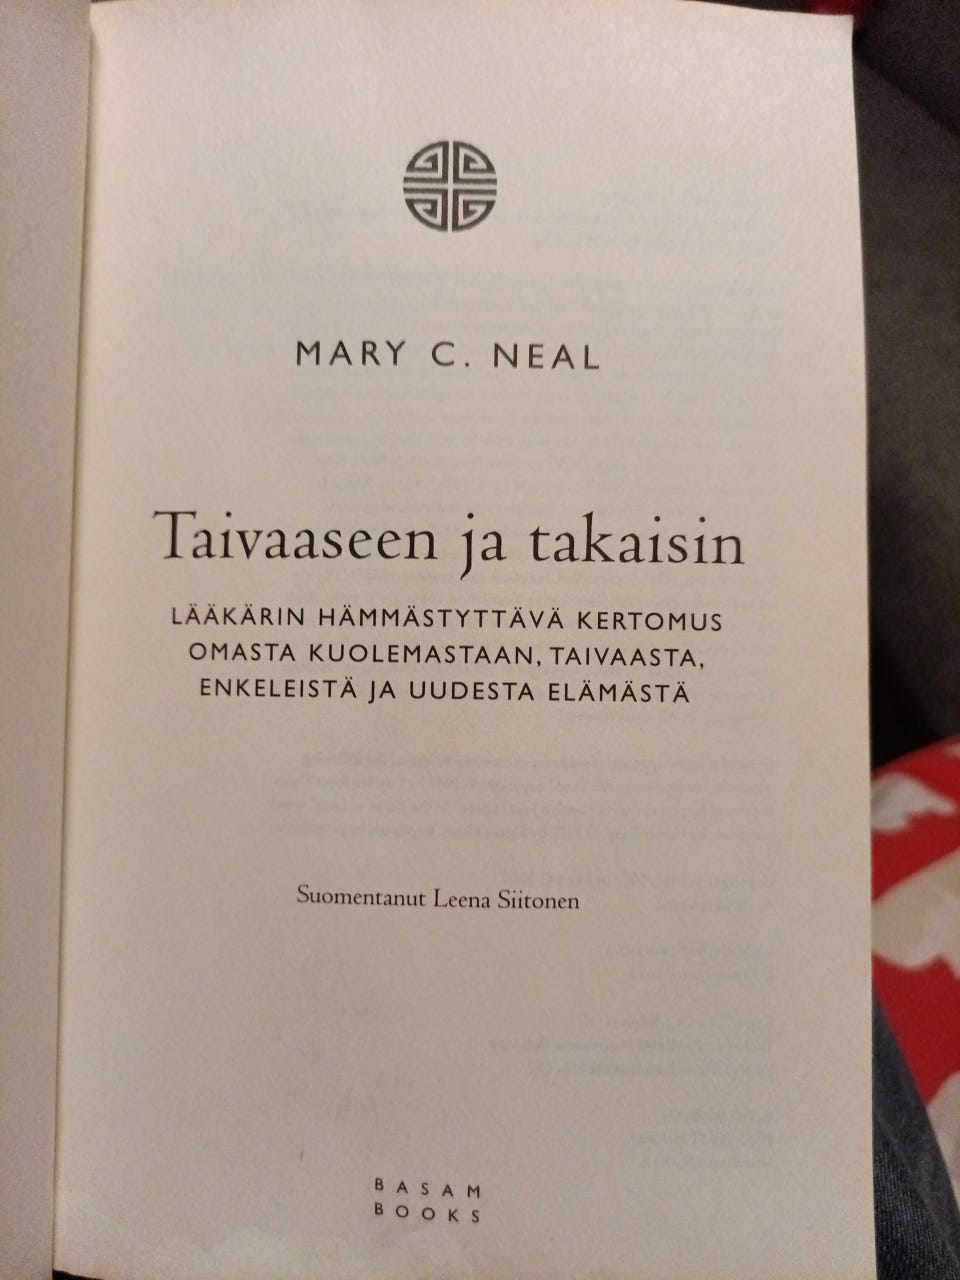 MARY C. NEAL
Taivaaseen ja takaisin
LÄÄKÄRIN HÄMMÄSTYTTÄVÄ KERTOMUS
OMASTA KUOLEMASTAAN, TAIVAASTA,
ENKELEISTÄ JA UUDESTA ELÄMÄSTÄ
Suomentanut Leena Siitonen
BASAM
BOOKS